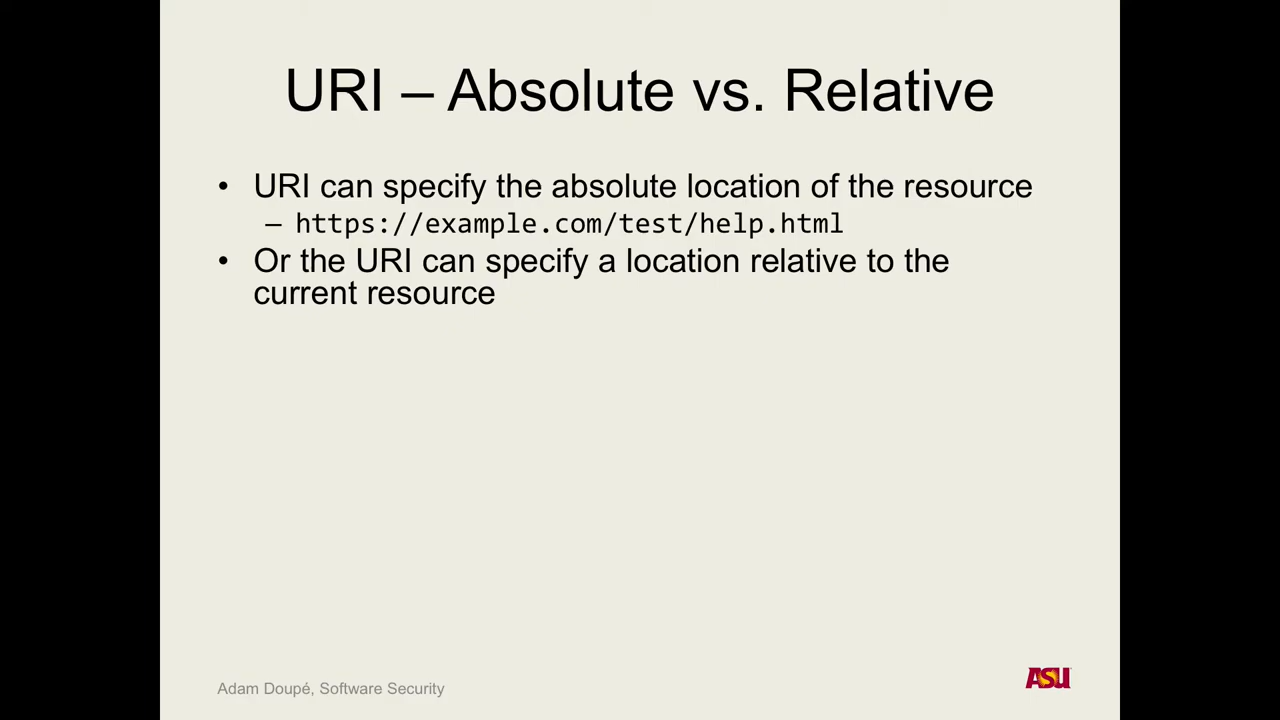 URI – Absolute vs. Relative
• URI can specify the absolute location of the resource
– https://example.com/test/help.html
• Or the URI can specify a location relative to the
current resource
Adam Doupé, Software Security
ASU